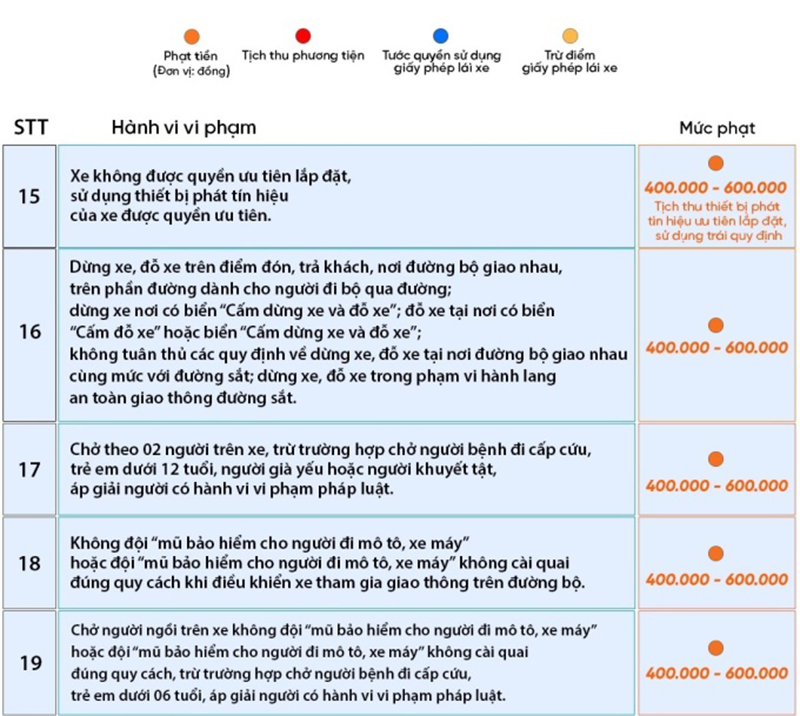 Phạt tiền
(Đơn vị: đồng)
Tịch thu phương tiện
Tước quyền sử dụng
giấy phép lái xe
Trừ điểm
giấy phép lái xe
STT
Hành vi vi phạm
Mức phạt
15
Xe không được quyền ưu tiên lắp đặt,
sử dụng thiết bị phát tín hiệu
của xe được quyền ưu tiên.
400.000 - 600.000
Tịch thu thiết bị phát
tín hiệu ưu tiên lắp đặt,
sử dụng trái quy định
16
Dừng xe, đỗ xe trên điểm đón, trả khách, nơi đường bộ giao nhau,
trên phần đường dành cho người đi bộ qua đường;
dừng xe nơi có biển “Cấm dừng xe và đỗ xe”; đỗ xe tại nơi có biển
“Cấm đỗ xe” hoặc biển “Cấm dừng xe và đỗ xe”;
không tuân thủ các quy định về dừng xe, đỗ xe tại nơi đường bộ giao nhau
cùng mức với đường sắt; dừng xe, đỗ xe trong phạm vi hành lang
an toàn giao thông đường sắt.
400.000 - 600.000
17
Chở theo 02 người trên xe, trừ trường hợp chở người bệnh đi cấp cứu,
trẻ em dưới 12 tuổi, người già yếu hoặc người khuyết tật,
áp giải người có hành vi vi phạm pháp luật.
400.000 - 600.000
18
Không đội “mũ bảo hiểm cho người đi mô tô, xe máy”
hoặc đội “mũ bảo hiểm cho người đi mô tô, xe máy” không cài quai
đúng quy cách khi điều khiển xe tham gia giao thông trên đường bộ.
400.000 - 600.000
19
Chở người ngồi trên xe không đội “mũ bảo hiểm cho người đi mô tô, xe máy”
hoặc đội “mũ bảo hiểm cho người đi mô tô, xe máy” không cài quai
đúng quy cách, trừ trường hợp chở người bệnh đi cấp cứu,
trẻ em dưới 06 tuổi, áp giải người có hành vi vi phạm pháp luật.
400.000 - 600.000